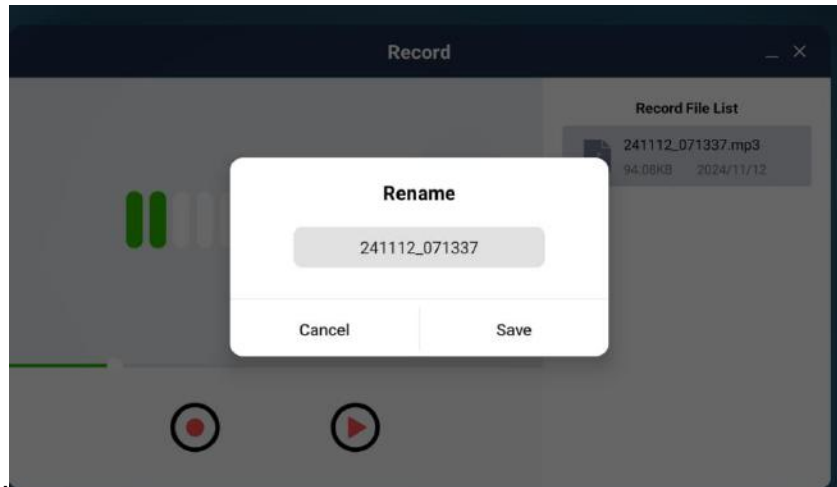 Record
Record File List
241112_071337.mp3
94.08KB 2024/11/12
Rename
241112_071337
Cancel Save